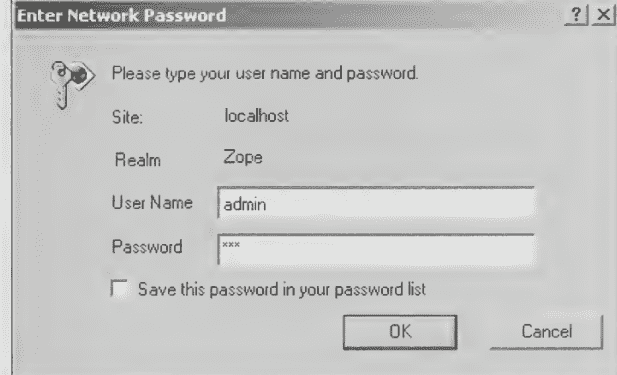 Enter Network Password
Please type your user name and password.
Site: localhost
Realm Zope
User Name admin
Password ×××
Save this password in your password list
OK Cancel